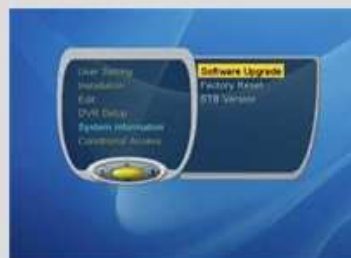 User Setting
Installation
Edit
DVR Setup
System Information
Conditional Access
Software Upgrade
Factory Reset
STB Version